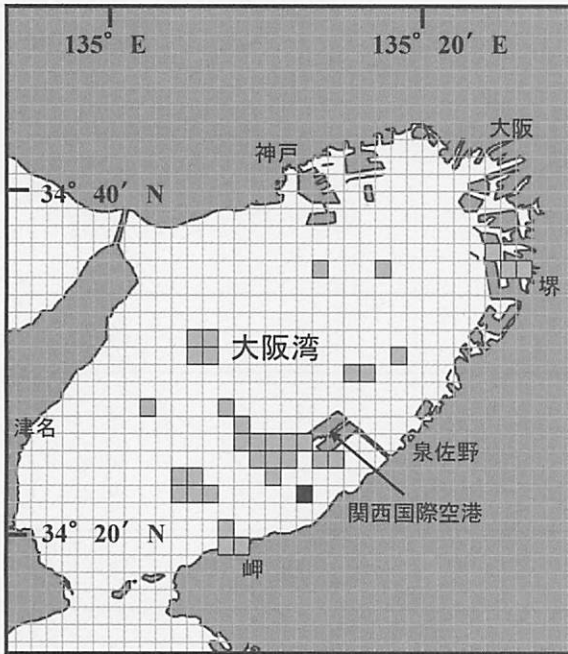 135° E
135° 20′ E
大阪
神戸
34° 40′ N
堺
大阪湾
津名
泉佐野
関西国際空港
34° 20′ N
岬